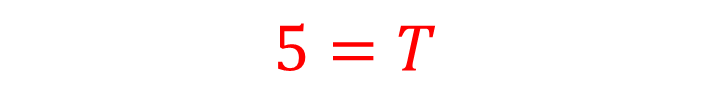 5 = T